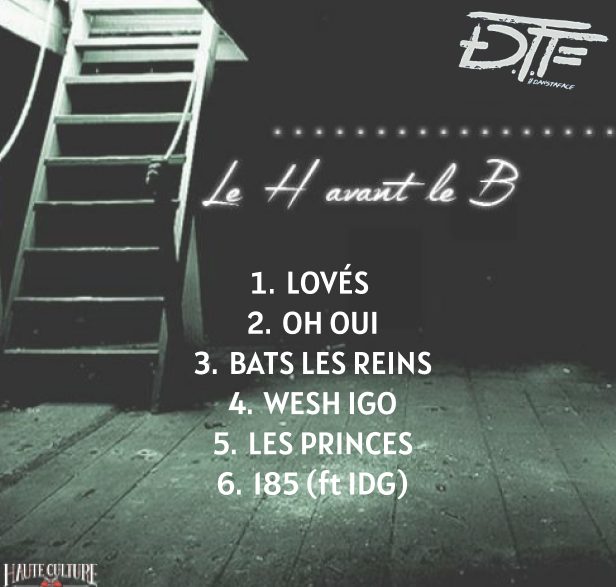 D.T.F
#DANSTAFACE
Le H avant le B
1. LOVÉS
2. OH OUI
3. BATS LES REINS
4. WESH IGO
5. LES PRINCES
6. 185 (ft IDG)
HAUTE CULTURE